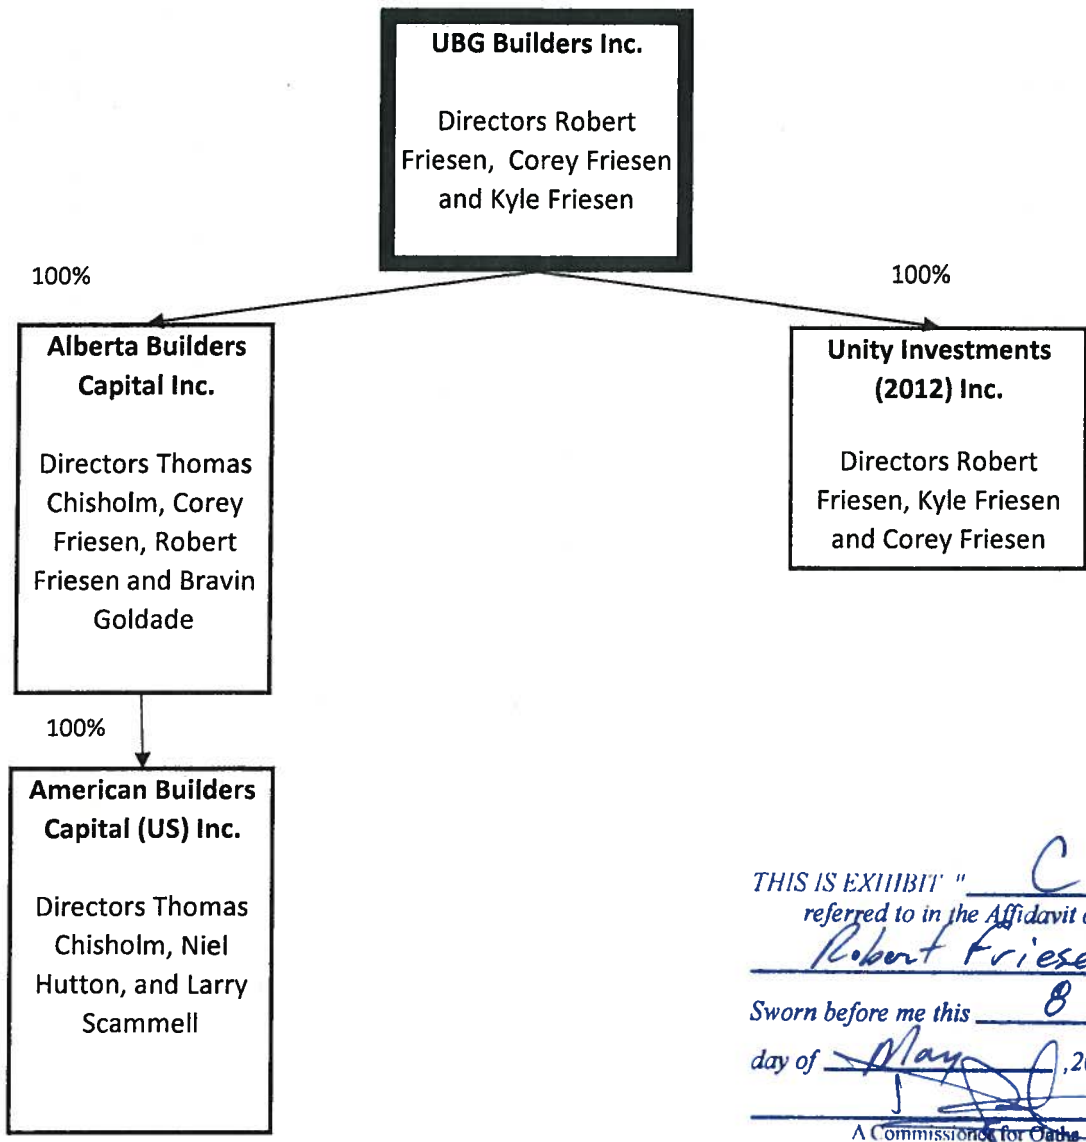 UBG Builders Inc.
Directors Robert
Friesen, Corey Friesen
and Kyle Friesen
100%
100%
Alberta Builders
Capital Inc.
Directors Thomas
Chisholm, Corey
Friesen, Robert
Friesen and Bravin
Goldade
Unity Investments
(2012) Inc.
Directors Robert
Friesen, Kyle Friesen
and Corey Friesen
100%
American Builders
Capital (US) Inc.
Directors Thomas
Chisholm, Niel
Hutton, and Larry
Scammell
THIS IS EXHIBIT " C
referred to in the Affidavit
Robert Friese
Sworn before me this 8
day of May, 20
A Commissioner for Oaths